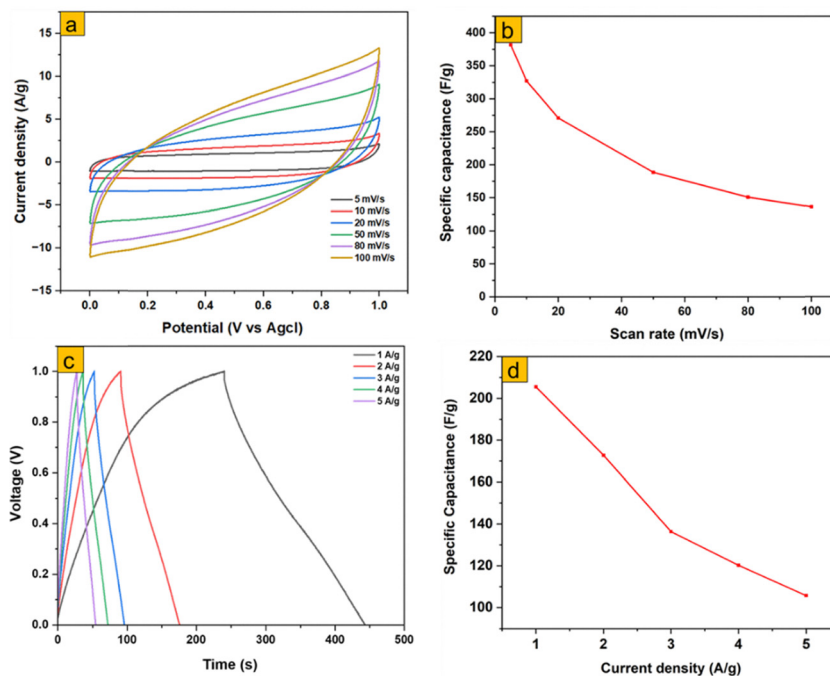 a
Current density (A/g)
15
10
5
0
−5
−10
−15
0.0 0.2 0.4 0.6 0.8 1.0
Potential (V vs Agcl)
5 mV/s
10 mV/s
20 mV/s
50 mV/s
80 mV/s
100 mV/s
b
Specific capacitance (F/g)
400
350
300
250
200
150
100
50
0
0 20 40 60 80 100
Scan rate (mV/s)
c
Voltage (V)
1.0
0.8
0.6
0.4
0.2
0.0
0 100 200 300 400 500
Time (s)
1 A/g
2 A/g
3 A/g
4 A/g
5 A/g
d
Specific Capacitance (F/g)
220
200
180
160
140
120
100
1 2 3 4 5
Current density (A/g)